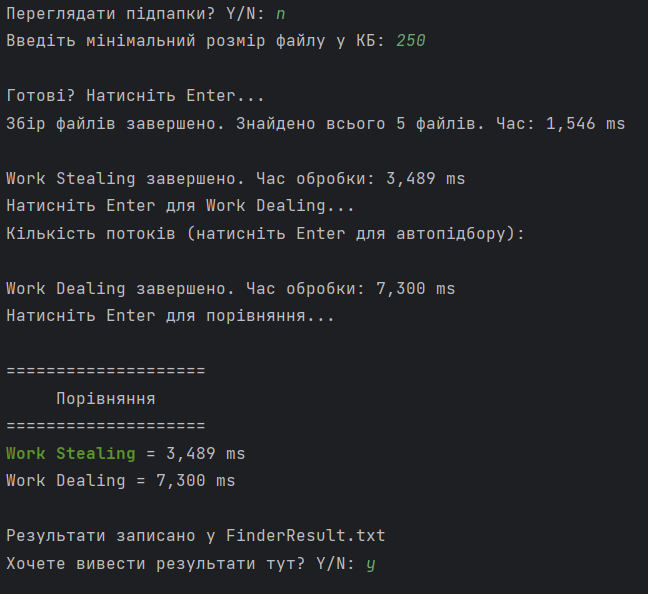 Переглядати підпапки? Y/N: n
Введіть мінімальний розмір файлу у КБ: 250
Готові? Натисніть Enter...
Збір файлів завершено. Знайдено всього 5 файлів. Час: 1,546 ms
Work Stealing завершено. Час обробки: 3,489 ms
Натисніть Enter для Work Dealing...
Кількість потоків (натисніть Enter для автопідбору):
Work Dealing завершено. Час обробки: 7,300 ms
Натисніть Enter для порівняння...
====================
Порівняння
====================
Work Stealing = 3,489 ms
Work Dealing = 7,300 ms
Результати записано у FinderResult.txt
Хочете вивести результати тут? Y/N: y